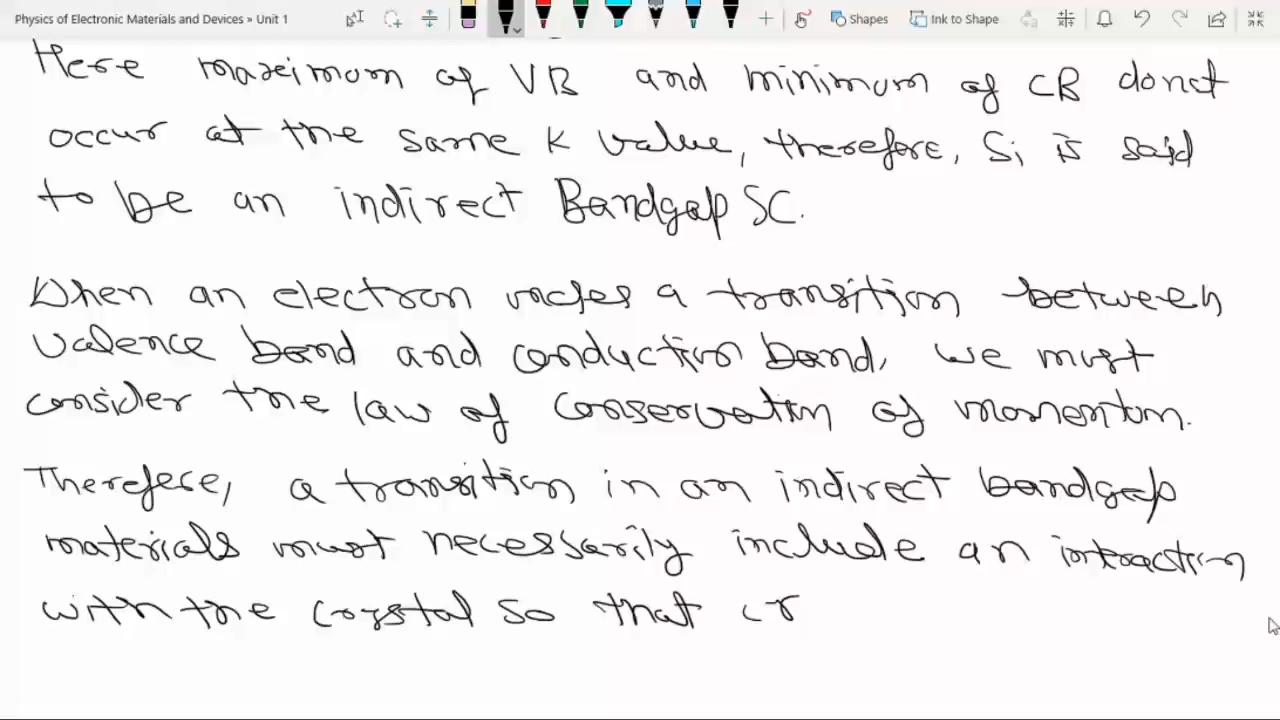 Physics of Electronic Materials and Devices » Unit 1
Shapes
Ink to Shape
Here maximum of VB and minimum of CB donot
occur at the same K value, therefore, Si is said
to be an indirect Bandgap SC.
When an electron makes a transition between
valence band and conduction band, we must
consider the law of conservation of momentum.
Therefore, a transition in an indirect bandgap
materials must necessarily include an interaction
with the crystal so that cr